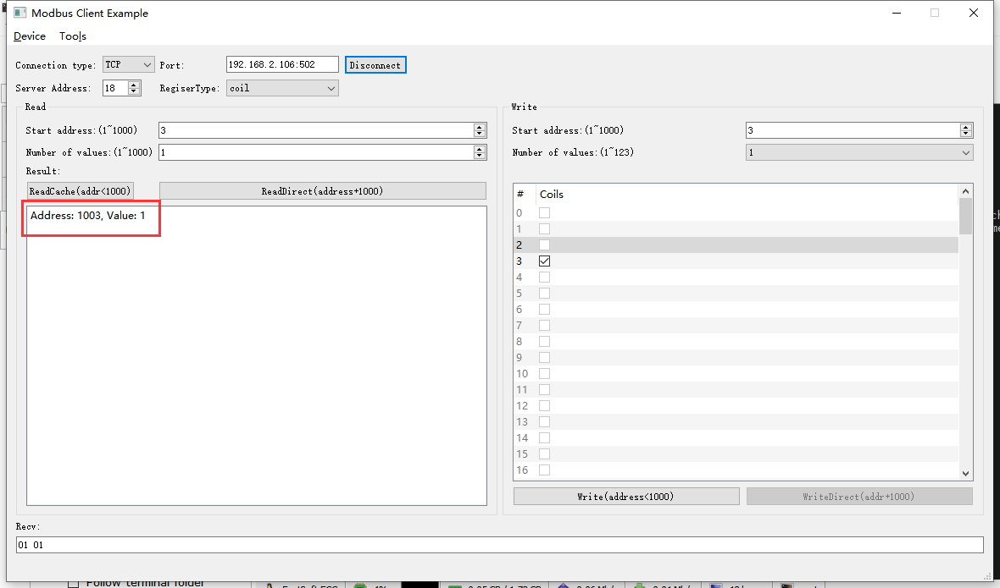 Modbus Client Example
Device Tools
Connection type: TCP Port: 192.168.2.106:502 Disconnect
Server Address: 18 RegiserType: coil
Read
Start address:(1~1000) 3
Number of values:(1~1000) 1
Result:
ReadCache(addr<1000) ReadDirect(address+1000)
Address: 1003, Value: 1
Write
Start address:(1~1000) 3
Number of values:(1~123) 1
# Coils
0
1
2
3
4
5
6
7
8
9
10
11
12
13
14
15
16
Write(address<1000) WriteDirect(addr+1000)
Recv:
01 01
Follow terminal folder